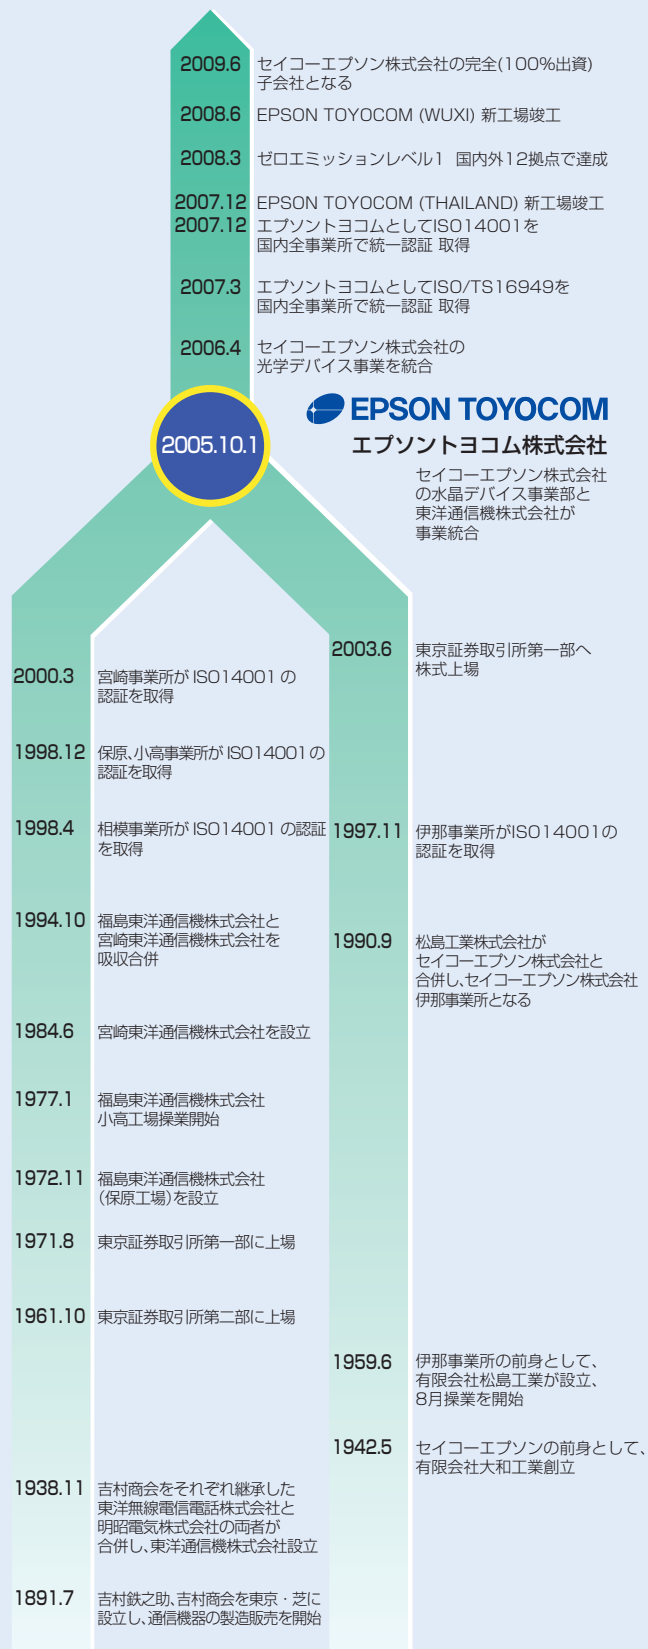 2009.6 セイコーエプソン株式会社の完全(100%出資)
子会社となる
2008.6 EPSON TOYOCOM (WUXI) 新工場竣工
2008.3 ゼロエミッションレベル1 国内外12拠点で達成
2007.12 EPSON TOYOCOM (THAILAND) 新工場竣工
2007.12 エプソントヨコムとしてISO14001を
国内全事業所で統一認証 取得
2007.3 エプソントヨコムとしてISO/TS16949を
国内全事業所で統一認証 取得
2006.4 セイコーエプソン株式会社の
光学デバイス事業を統合
2005.10.1
EPSON TOYOCOM
エプソントヨコム株式会社
セイコーエプソン株式会社
の水晶デバイス事業部と
東洋通信機株式会社が
事業統合
2000.3 宮崎事業所が ISO14001 の
認証を取得
1998.12 保原、小高事業所が ISO14001の
認証を取得
1998.4 相模事業所が ISO14001 の認証
を取得
1994.10 福島東洋通信機株式会社と
宮崎東洋通信機株式会社を
吸収合併
1984.6 宮崎東洋通信機株式会社を設立
1977.1 福島東洋通信機株式会社
小高工場操業開始
1972.11 福島東洋通信機株式会社
(保原工場)を設立
1971.8 東京証券取引所第一部に上場
1961.10 東京証券取引所第二部に上場
1938.11 吉村商会をそれぞれ継承した
東洋無線電信電話株式会社と
明昭電気株式会社の両者が
合併し、東洋通信機株式会社設立
1891.7 吉村鉄之助、吉村商会を東京・芝に
設立し、通信機器の製造販売を開始
2003.6 東京証券取引所第一部へ
株式上場
1997.11 伊那事業所がISO14001の
認証を取得
1990.9 松島工業株式会社が
セイコーエプソン株式会社と
合併し、セイコーエプソン株式会社
伊那事業所となる
1959.6 伊那事業所の前身として、
有限会社松島工業が設立、
8月操業を開始
1942.5 セイコーエプソンの前身として、
有限会社大和工業創立